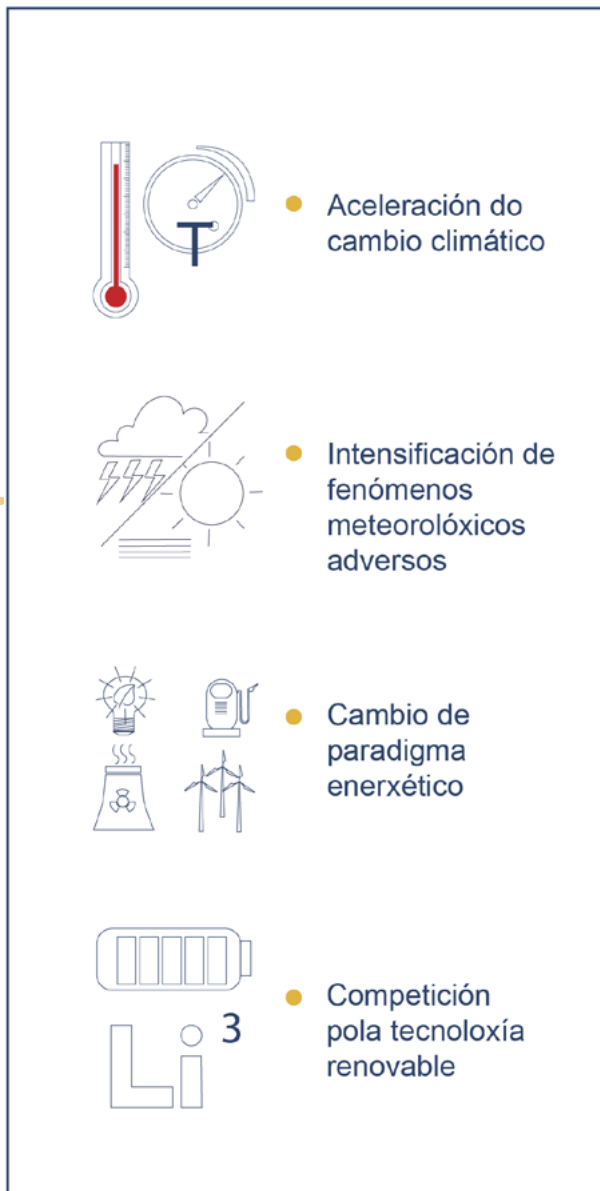 T
Aceleración do
cambio climático
Intensificación de
fenómenos
meteorolóxicos
adversos
Cambio de
paradigma
enerxético
Li 3
Competición
pola tecnoloxía
renovable